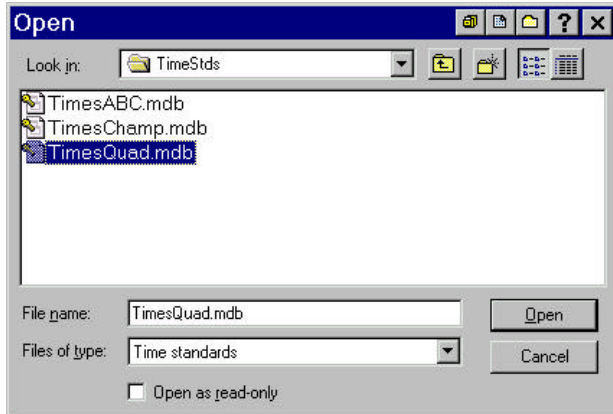 Open
?
Look in: TimeStds
TimesABC.mdb
TimesChamp.mdb
TimesQuad.mdb
File name: TimesQuad.mdb Open
Files of type: Time standards Cancel
Open as read-only